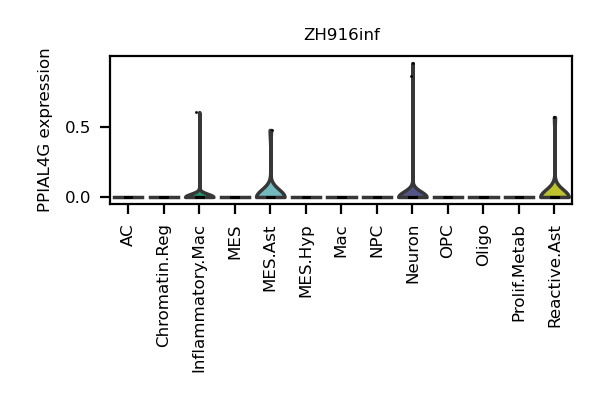 ZH916inf
PPIAL4G expression
0.5
0.0
AC
Chromatin.Reg
Inflammatory.Mac
MES
MES.Ast
MES.Hyp
Mac
NPC
Neuron
OPC
Oligo
Prolif.Metab
Reactive.Ast